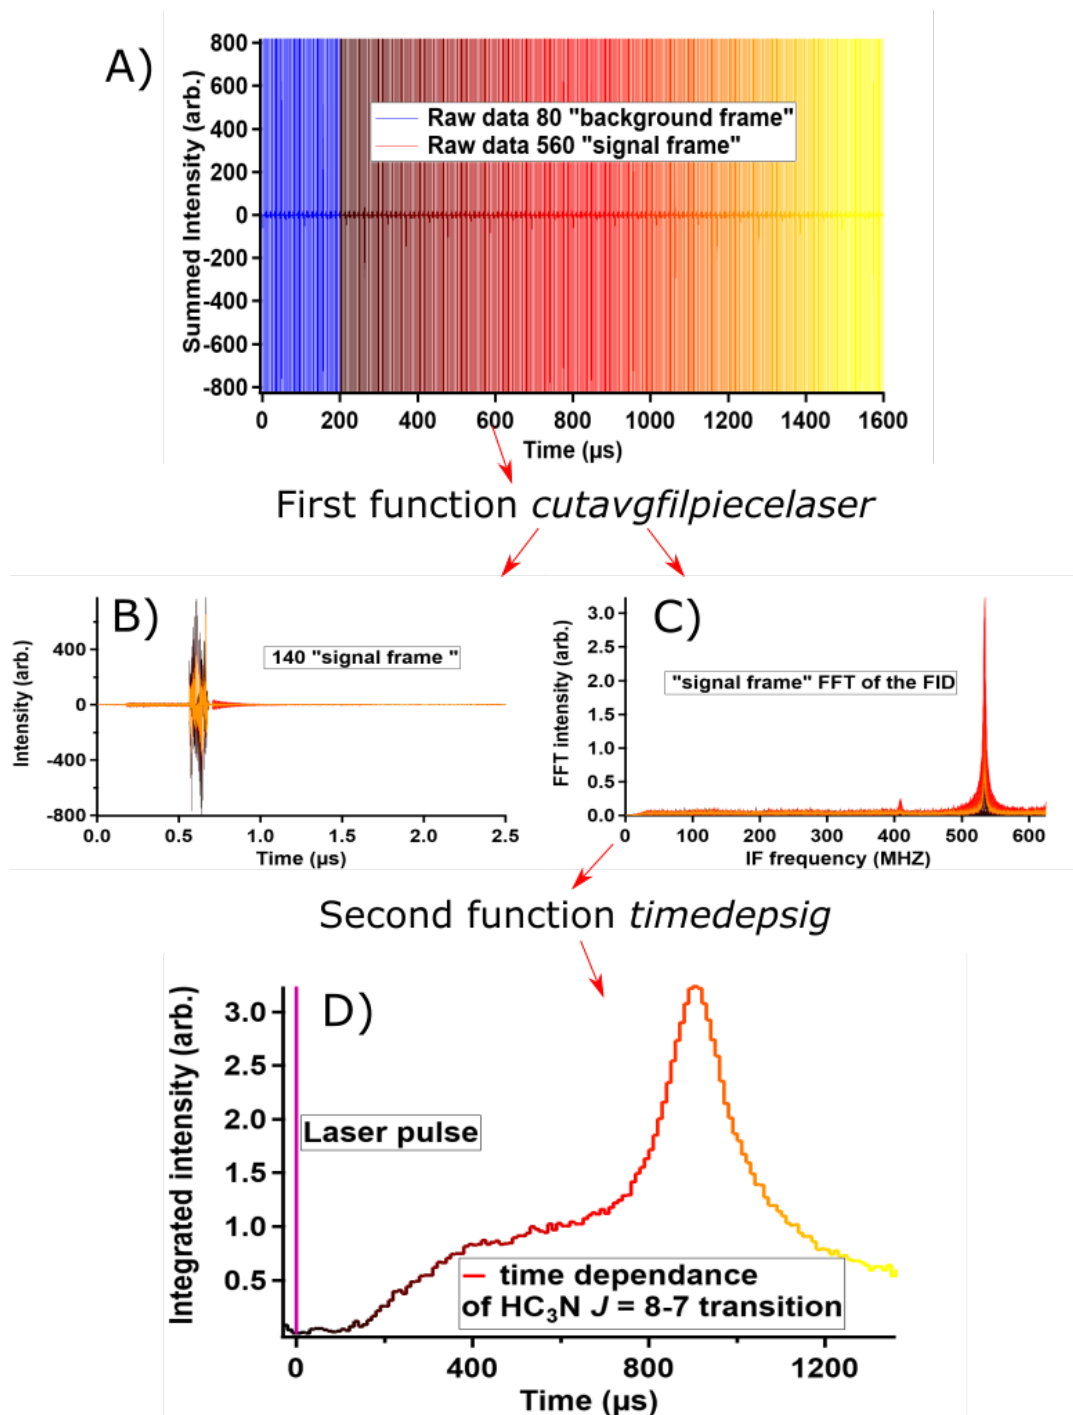 A)
Summed Intensity (arb.)
800
600
400
200
0
-200
-400
-600
-800
Raw data 80 "background frame"
Raw data 560 "signal frame"
0 200 400 600 800 1000 1200 1400 1600
Time (µs)
First function cutavgfilpiecelaser
B)
Intensity (arb.)
400
0
-400
-800
140 "signal frame "
0.0 0.5 1.0 1.5 2.0 2.5
Time (µs)
C)
FFT intensity (arb.)
3.0
2.5
2.0
1.5
1.0
0.5
0.0
"signal frame" FFT of the FID
0 100 200 300 400 500 600
IF frequency (MHZ)
Second function timedepsig
D)
Integrated intensity (arb.)
3.0
2.5
2.0
1.5
1.0
0.5
Laser pulse
time dependance
of HC₃N J = 8-7 transition
0 400 800 1200
Time (µs)